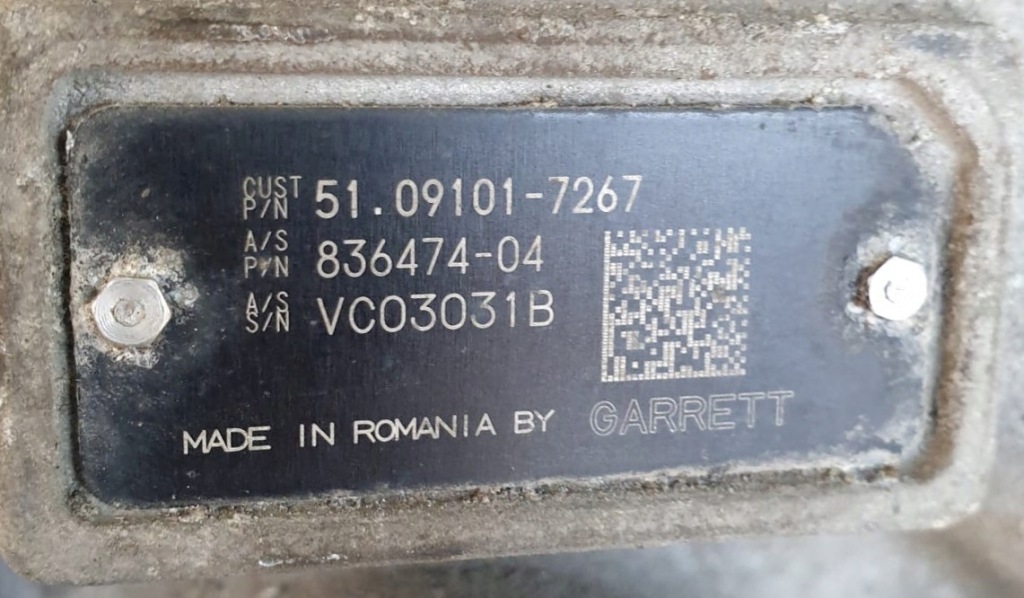 CUST P/N 51.09101-7267
A/S P/N 836474-04
A/S S/N VC03031B
MADE IN ROMANIA BY GARRETT